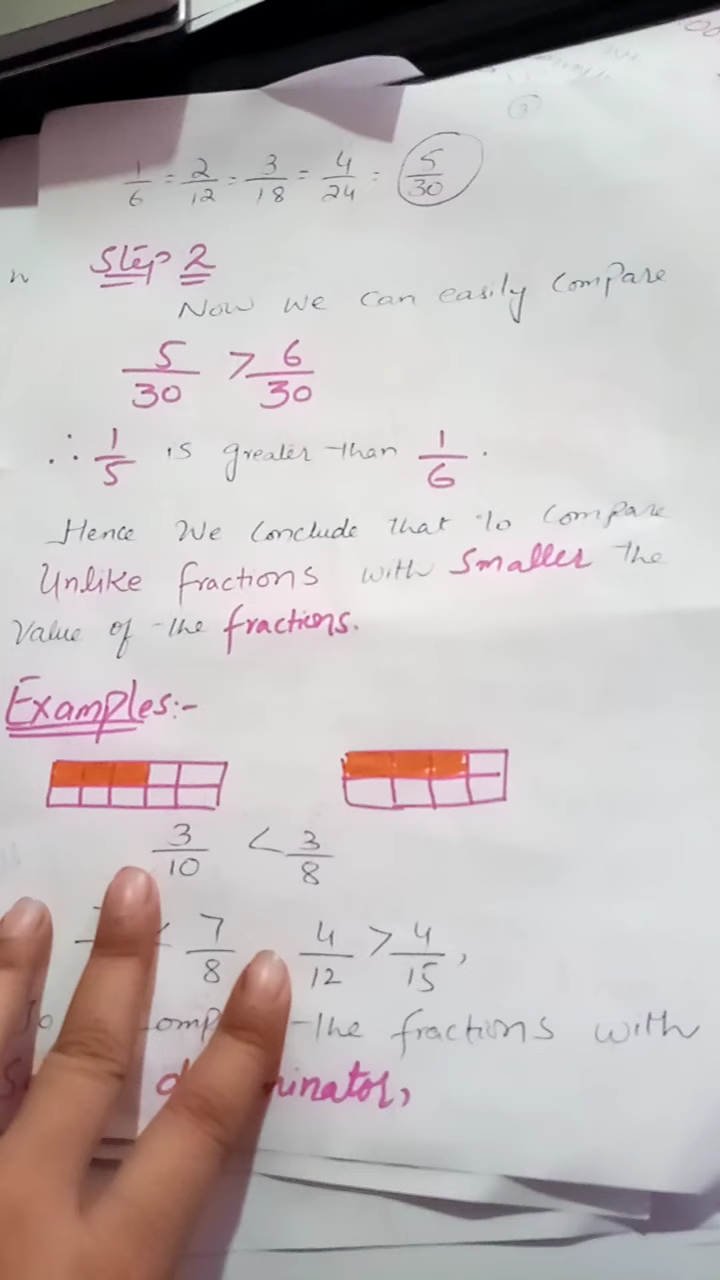 ③
1/6 = 2/12 = 3/18 = 4/24 = 5/30
n Step 2
Now we can easily compare
5/30 > 6/30
∴ 1/5 is greater than 1/6.
Hence We Conclude that to compare
Unlike fractions with Smaller the
Value of the fractions.
Examples:-
3/10 < 3/8
< 7/8 4/12 > 4/15,
the fractions with